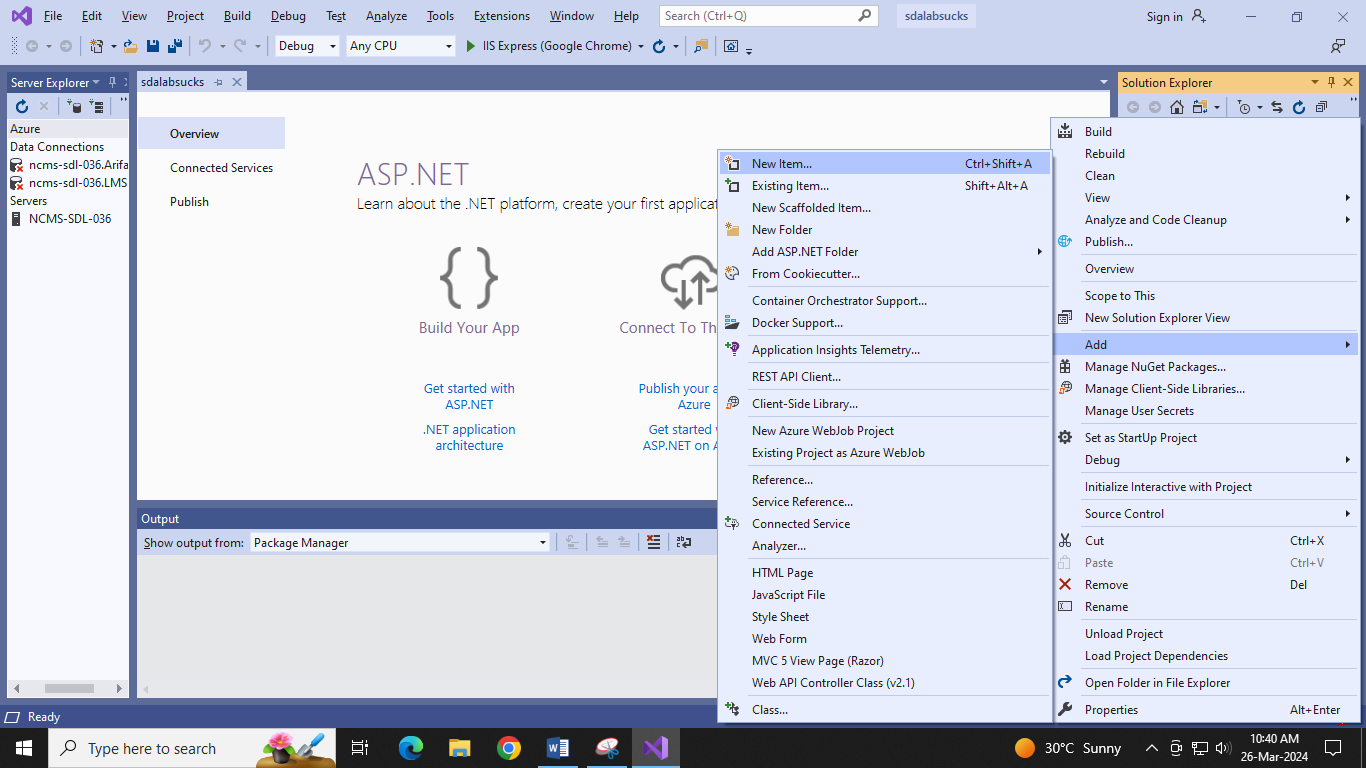 File Edit View Project Build Debug Test Analyze Tools Extensions Window Help Search (Ctrl+Q) sdalabsucks Sign in
Debug Any CPU IIS Express (Google Chrome)
Server Explorer
Azure
Data Connections
ncms-sdl-036.Arifa
ncms-sdl-036.LMS
Servers
NCMS-SDL-036
sdalabsucks
Overview
Connected Services
Publish
ASP.NET
Learn about the .NET platform, create your first applicat
Build Your App
Connect To Th
Get started with
ASP.NET
.NET application
architecture
Publish your a
Azure
Get started
ASP.NET on A
Output
Show output from: Package Manager
New Item... Ctrl+Shift+A
Existing Item... Shift+Alt+A
New Scaffolded Item...
New Folder
Add ASP.NET Folder
From Cookiecutter...
Container Orchestrator Support...
Docker Support...
Application Insights Telemetry...
REST API Client...
Client-Side Library...
New Azure WebJob Project
Existing Project as Azure WebJob
Reference...
Service Reference...
Connected Service
Analyzer...
HTML Page
JavaScript File
Style Sheet
Web Form
MVC 5 View Page (Razor)
Web API Controller Class (v2.1)
Class...
Solution Explorer
Build
Rebuild
Clean
View
Analyze and Code Cleanup
Publish...
Overview
Scope to This
New Solution Explorer View
Add
Manage NuGet Packages...
Manage Client-Side Libraries...
Manage User Secrets
Set as StartUp Project
Debug
Initialize Interactive with Project
Source Control
Cut Ctrl+X
Paste Ctrl+V
Remove Del
Rename
Unload Project
Load Project Dependencies
Open Folder in File Explorer
Properties Alt+Enter
Ready
Type here to search
30°C Sunny
10:40 AM
26-Mar-2024